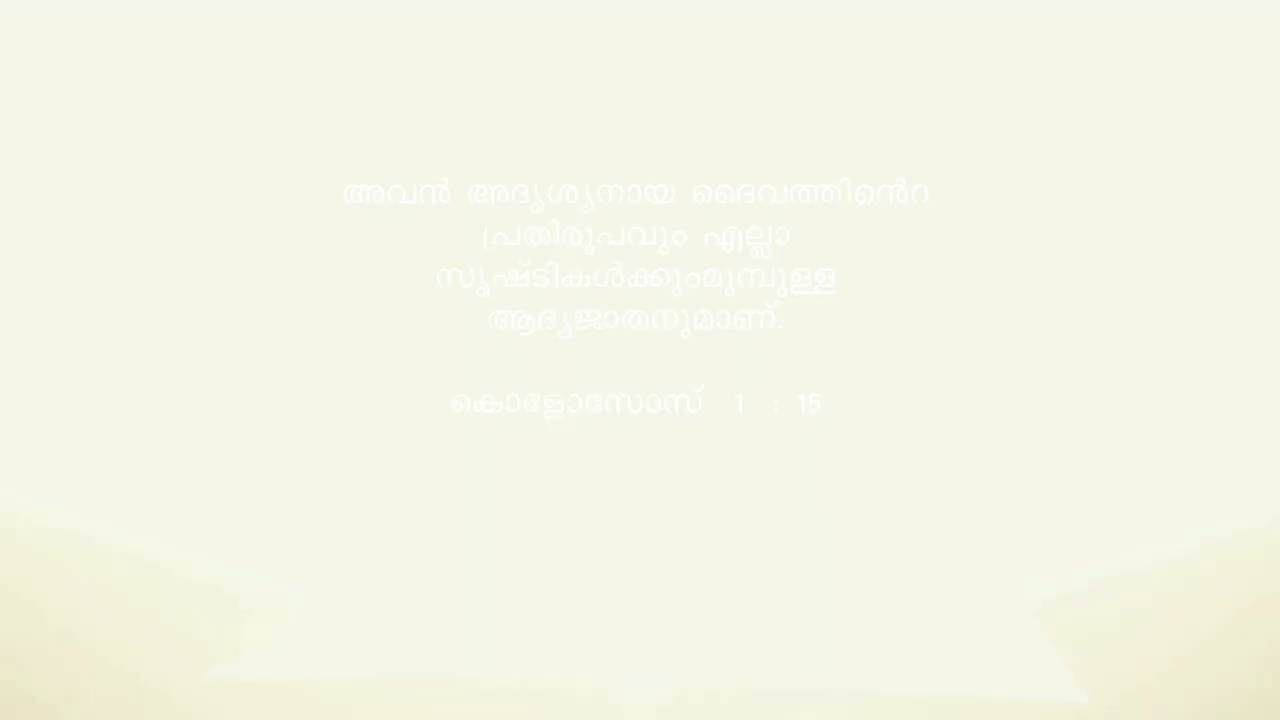 അവൻ അദൃശ്യനായ ദൈവത്തിൻെറ
പ്രതിരൂപവും എല്ലാ
സൃഷ്ടികൾക്കുംമുമ്പുള്ള
ആദ്യജാതനുമാണ്.
കൊളോസോസ് 1 : 15